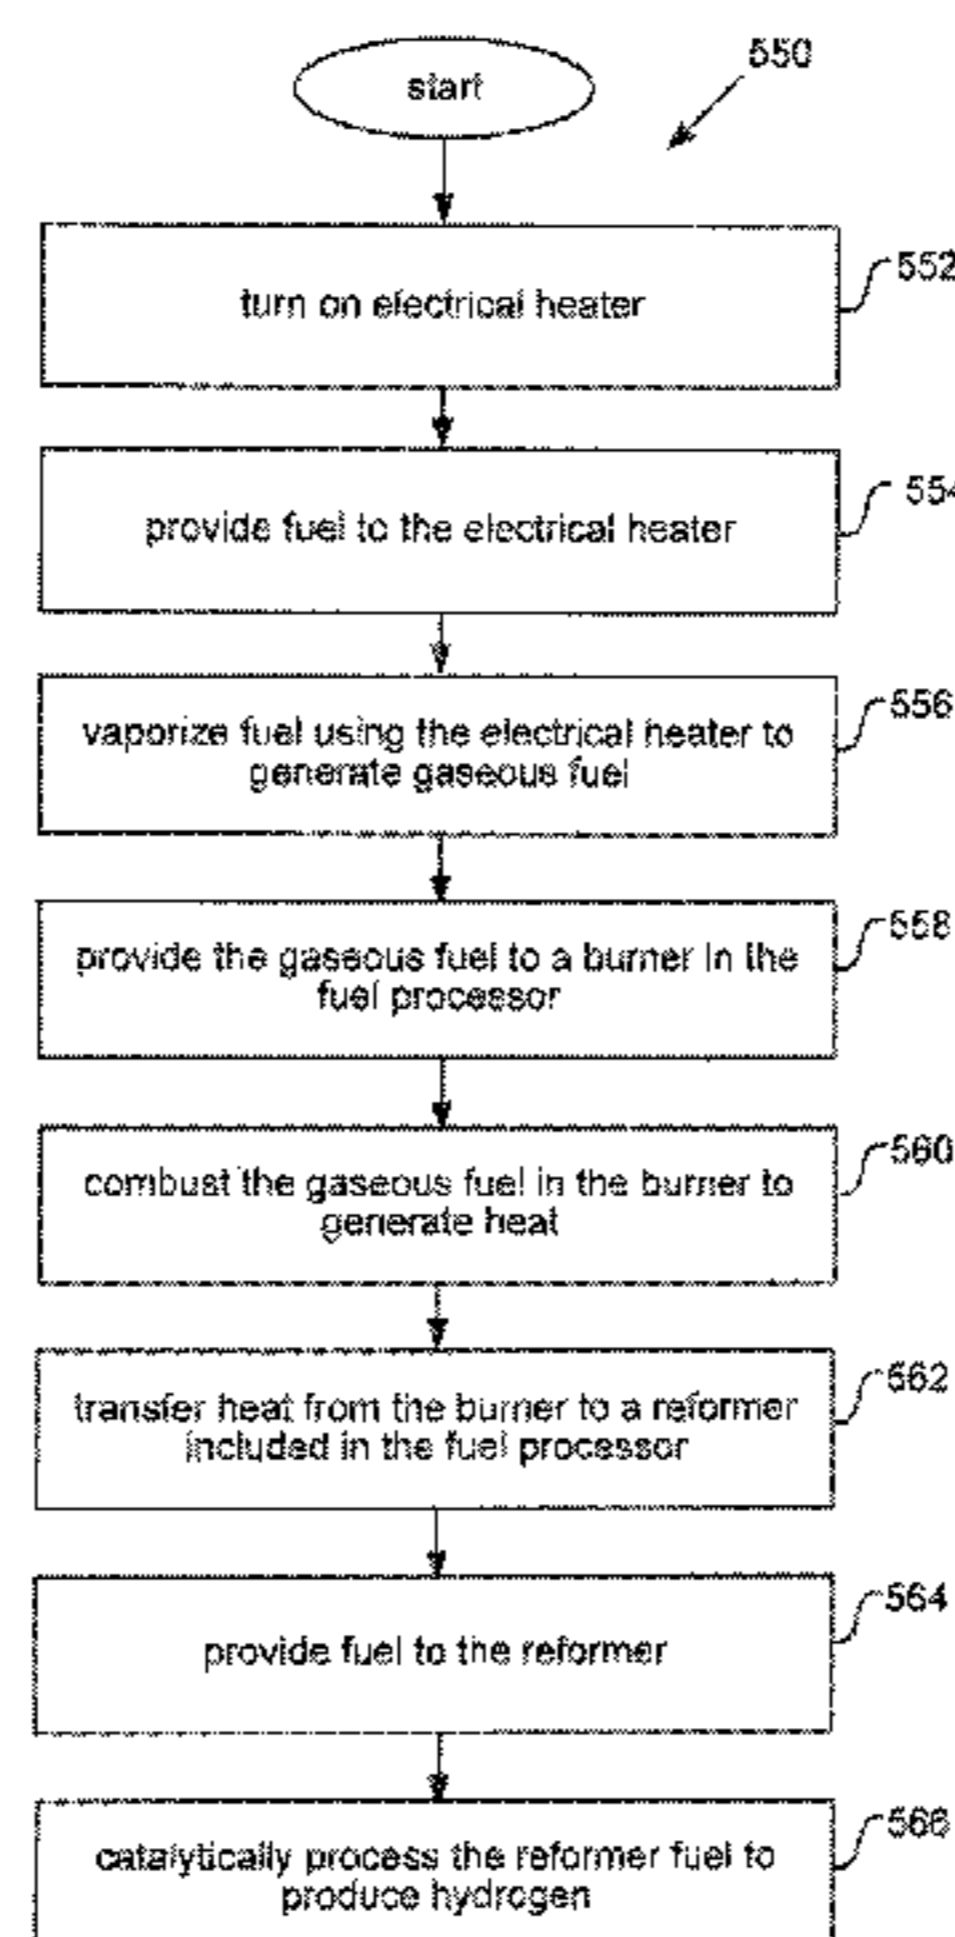 start
550
turn on electrical heater
552
provide fuel to the electrical heater
554
vaporize fuel using the electrical heater to
generate gaseous fuel
556
provide the gaseous fuel to a burner in the
fuel processor
558
combust the gaseous fuel in the burner to
generate heat
560
transfer heat from the burner to a reformer
included in the fuel processor
562
provide fuel to the reformer
564
catalytically process the reformer fuel to
produce hydrogen
566